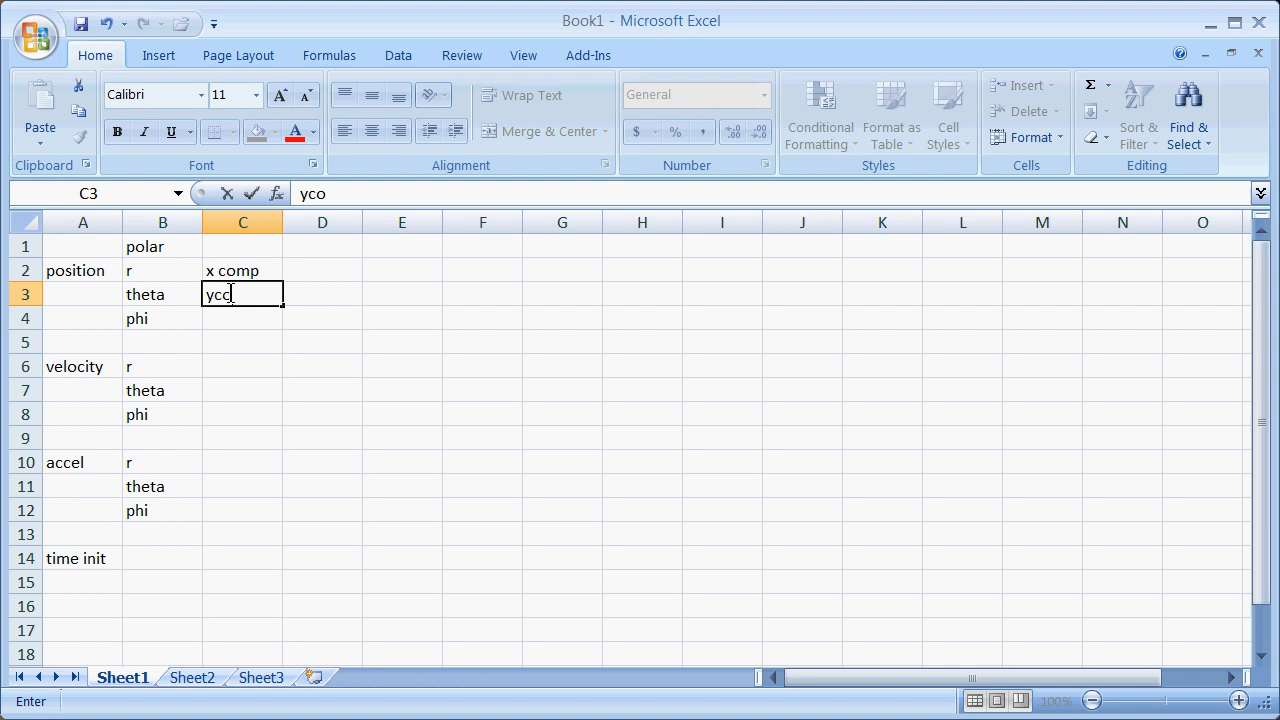 Book1 - Microsoft Excel
Home Insert Page Layout Formulas Data Review View Add-Ins
Calibri 11 Wrap Text General Insert Σ
Paste Merge & Center $ % , Conditional Formatting Format as Table Cell Styles Delete Format Sort & Filter Find & Select
Clipboard Font Alignment Number Styles Cells Editing
C3 fx yco
A B C D E F G H I J K L M N O
1 polar
2 position r x comp
3 theta yco
4 phi
5
6 velocity r
7 theta
8 phi
9
10 accel r
11 theta
12 phi
13
14 time init
15
16
17
18
Sheet1 Sheet2 Sheet3
Enter 100%